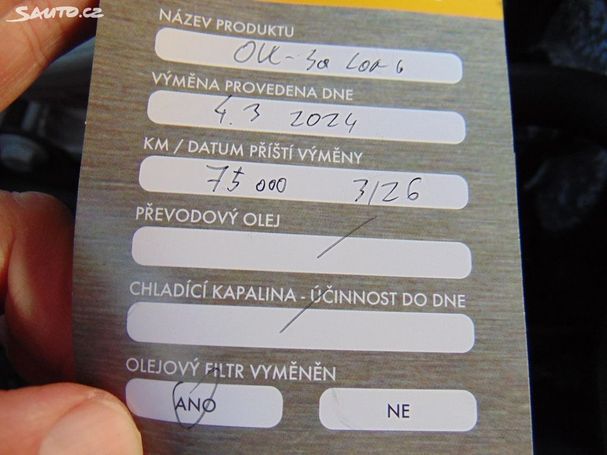 SAUTO.CZ
NÁZEV PRODUKTU
VÝMĚNA PROVEDENA DNE
4.3 2024
KM / DATUM PŘÍŠTÍ VÝMĚNY
75 000 3/26
PŘEVODOVÝ OLEJ
CHLADÍCÍ KAPALINA - ÚČINNOST DO DNE
OLEJOVÝ FILTR VYMĚNĚN
ANO NE